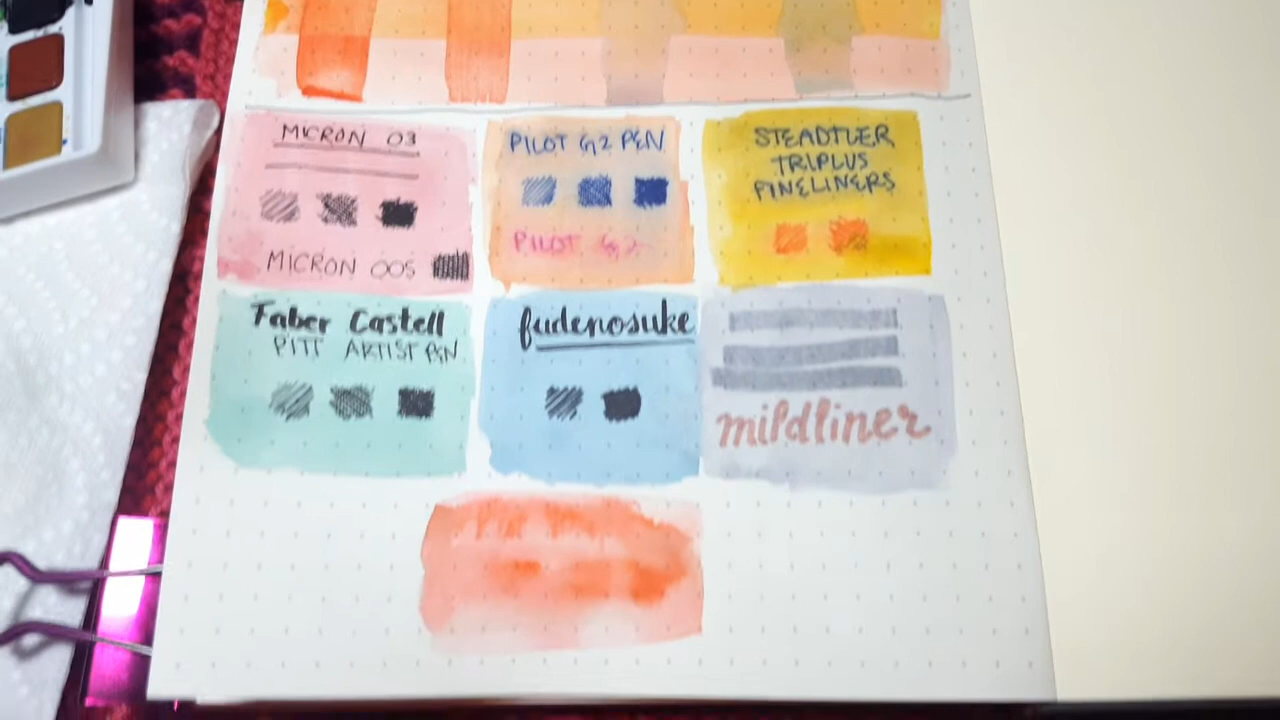 MICRON 03
MICRON 005
PILOT G2 PEN
PILOT G2
STEADTLER
TRIPLUS
FINELINERS
Faber Castell
PITT ARTIST PEN
fudenosuke
mildliner